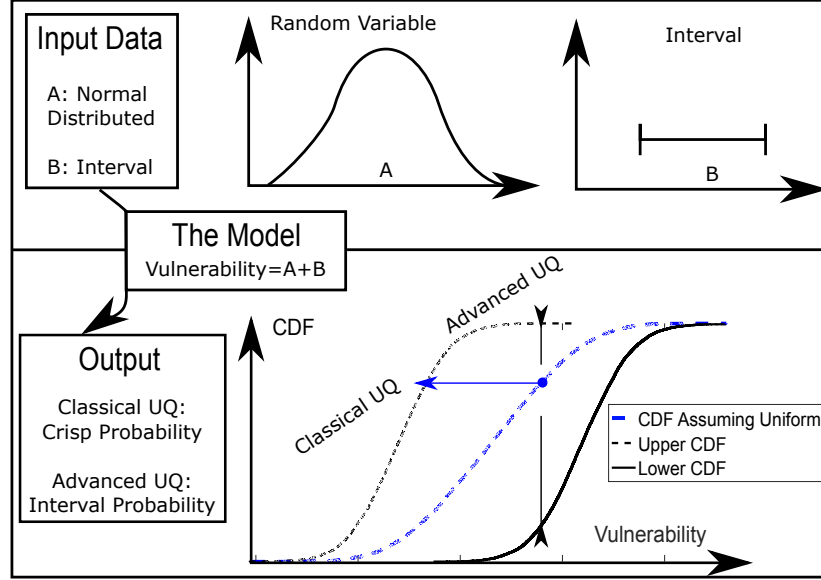 Input Data
A: Normal
Distributed
B: Interval
Random Variable
A
Interval
B
The Model
Vulnerability=A+B
Output
Classical UQ:
Crisp Probability
Advanced UQ:
Interval Probability
CDF
Advanced UQ
Classical UQ
CDF Assuming Uniform
Upper CDF
Lower CDF
Vulnerability